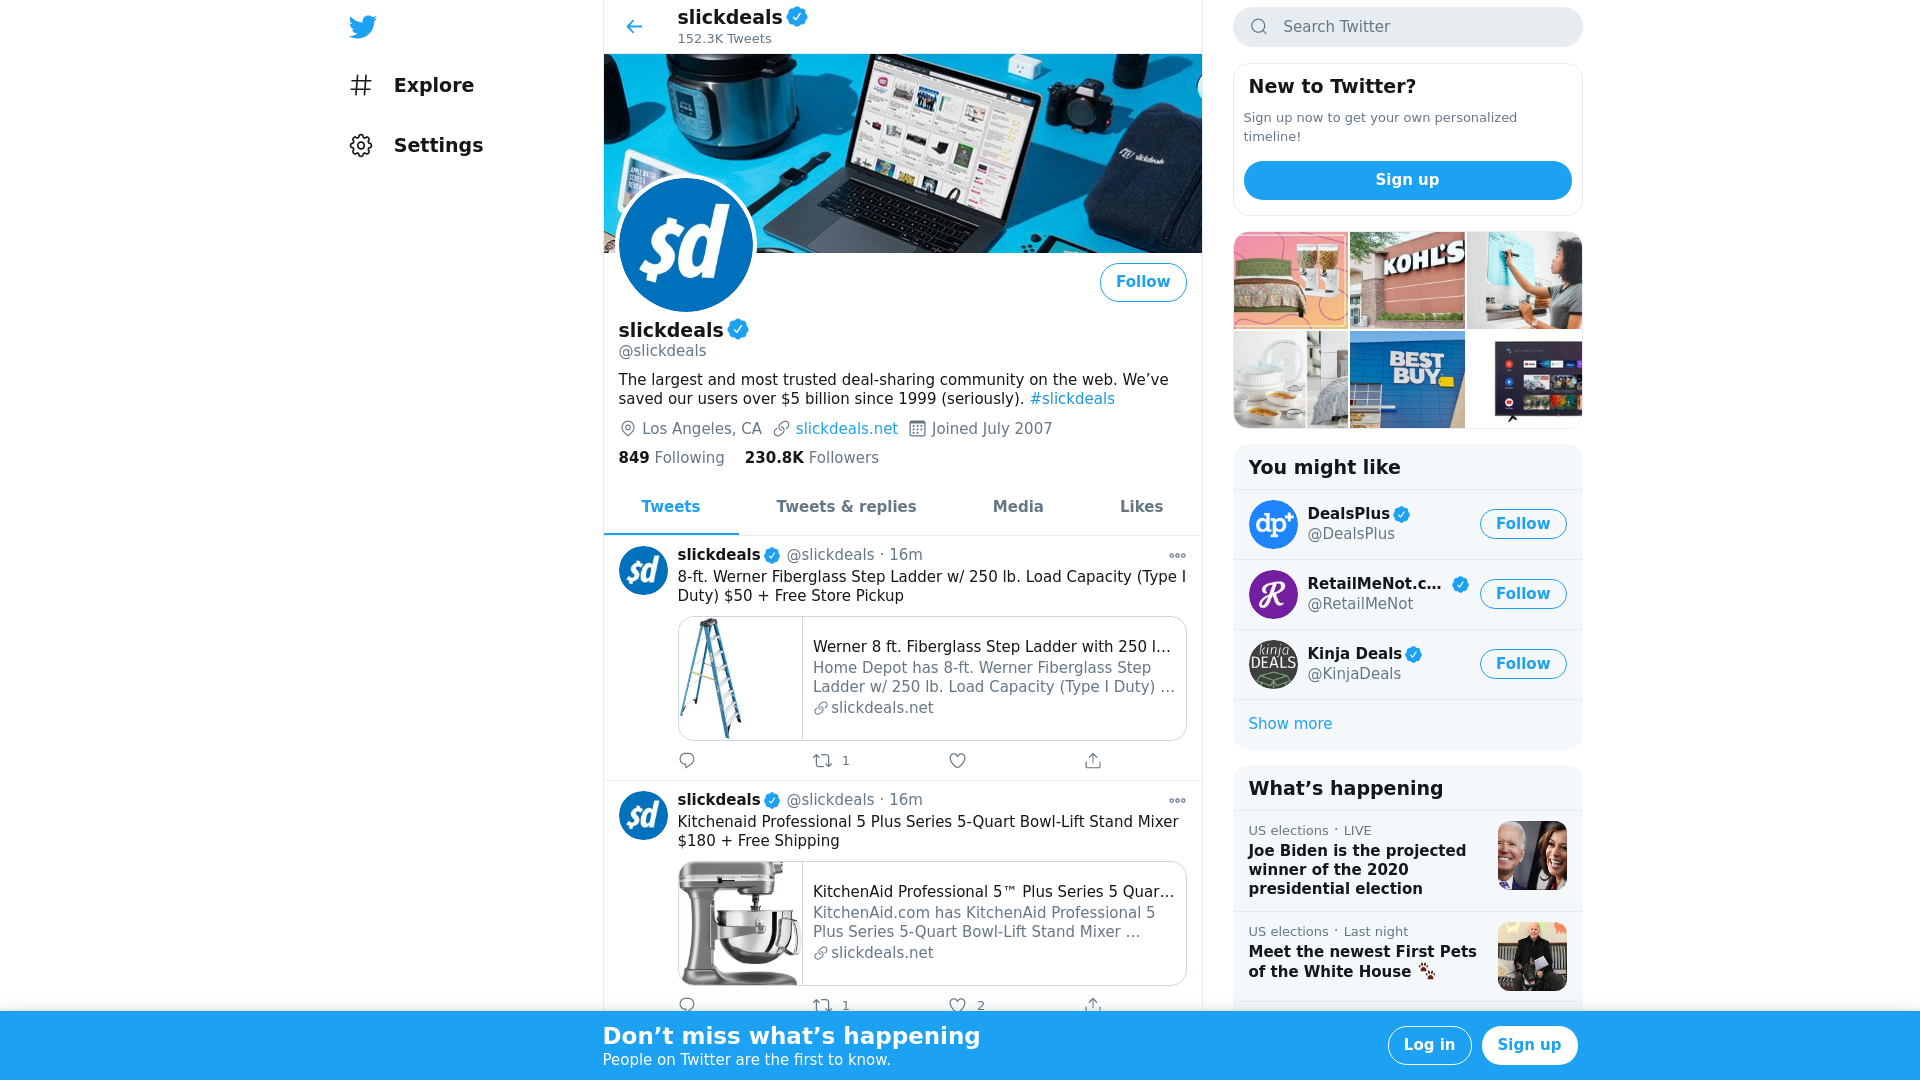 Explore
Settings
slickdeals
152.3K Tweets
slickdeals
$d
Follow
slickdeals
@slickdeals
The largest and most trusted deal-sharing community on the web. We’ve
saved our users over $5 billion since 1999 (seriously). #slickdeals
Los Angeles, CA slickdeals.net Joined July 2007
849 Following 230.8K Followers
Tweets Tweets & replies Media Likes
$d
slickdeals @slickdeals · 16m
8-ft. Werner Fiberglass Step Ladder w/ 250 lb. Load Capacity (Type I
Duty) $50 + Free Store Pickup
Werner 8 ft. Fiberglass Step Ladder with 250 l...
Home Depot has 8-ft. Werner Fiberglass Step
Ladder w/ 250 lb. Load Capacity (Type I Duty) ...
slickdeals.net
1
$d
slickdeals @slickdeals · 16m
Kitchenaid Professional 5 Plus Series 5-Quart Bowl-Lift Stand Mixer
$180 + Free Shipping
KitchenAid Professional 5™ Plus Series 5 Quar...
KitchenAid.com has KitchenAid Professional 5
Plus Series 5-Quart Bowl-Lift Stand Mixer ...
slickdeals.net
1 2
Search Twitter
New to Twitter?
Sign up now to get your own personalized
timeline!
Sign up
KOHL'S
BEST
BUY
You might like
dp+
DealsPlus
@DealsPlus
Follow
R
RetailMeNot.c...
@RetailMeNot
Follow
kinja
DEALS
Kinja Deals
@KinjaDeals
Follow
Show more
What’s happening
US elections · LIVE
Joe Biden is the projected
winner of the 2020
presidential election
US elections · Last night
Meet the newest First Pets
of the White House 🐾
Don’t miss what’s happening
People on Twitter are the first to know.
Log in
Sign up